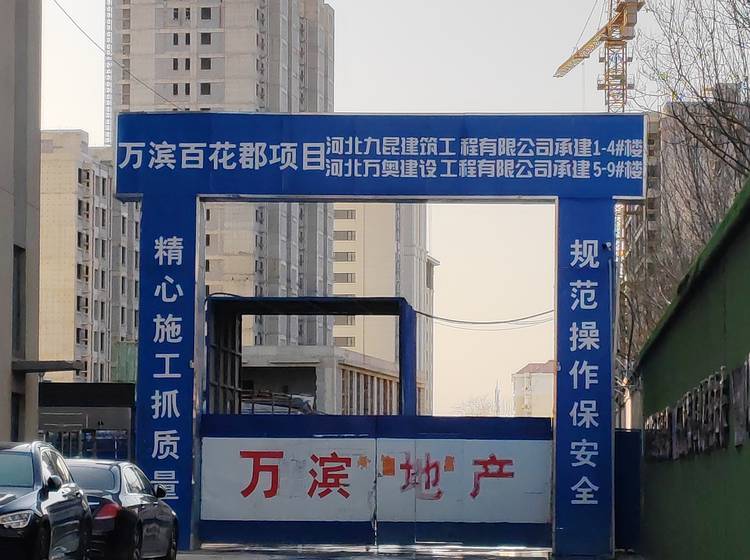 万滨百花郡项目
河北九昆建筑工程有限公司承建1-4#楼
河北万奥建设工程有限公司承建5-9#楼
精心施工抓质量
规范操作保安全
万滨地产